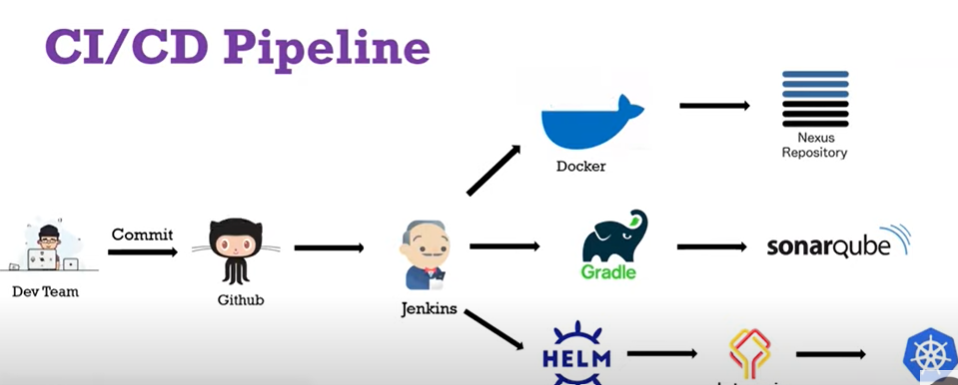 CI/CD Pipeline
Nexus
Repository
Docker
Commit
sonarqube
Gradle
Dev Team
Github
Jenkins
HELM